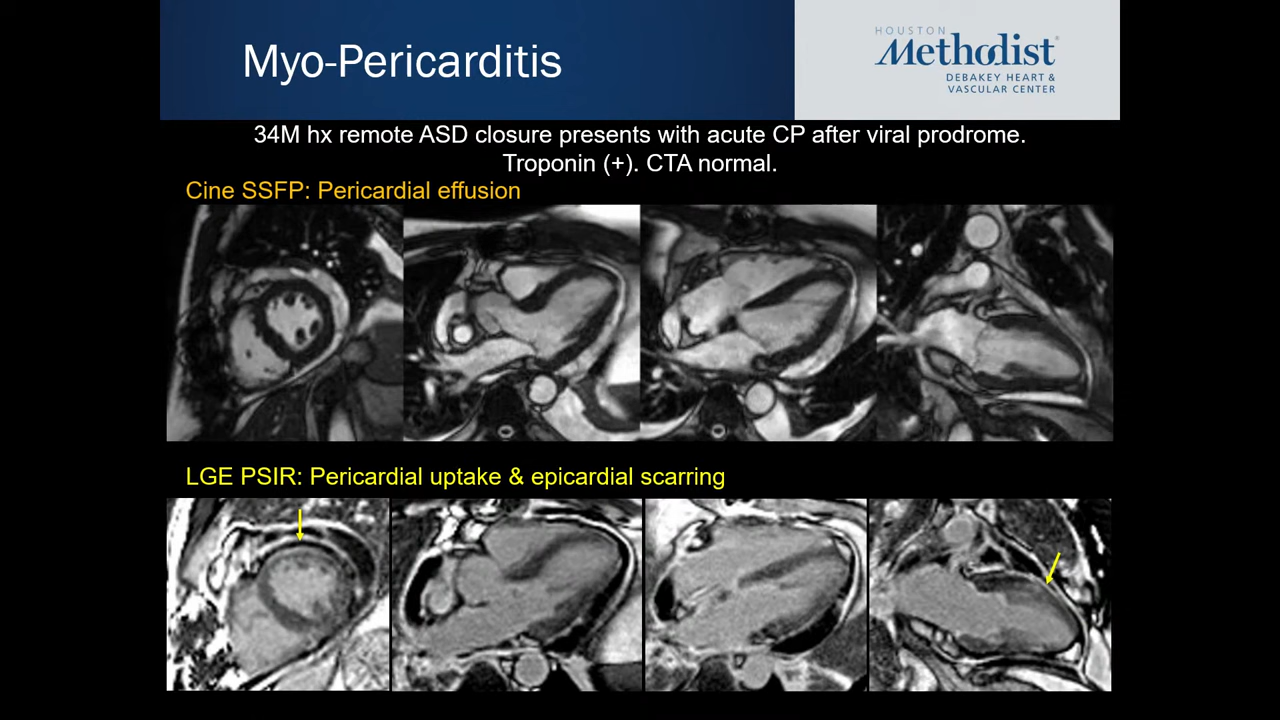 Myo-Pericarditis
HOUSTON
Methodist®
DEBAKEY HEART &
VASCULAR CENTER
34M hx remote ASD closure presents with acute CP after viral prodrome.
Troponin (+). CTA normal.
Cine SSFP: Pericardial effusion
LGE PSIR: Pericardial uptake & epicardial scarring